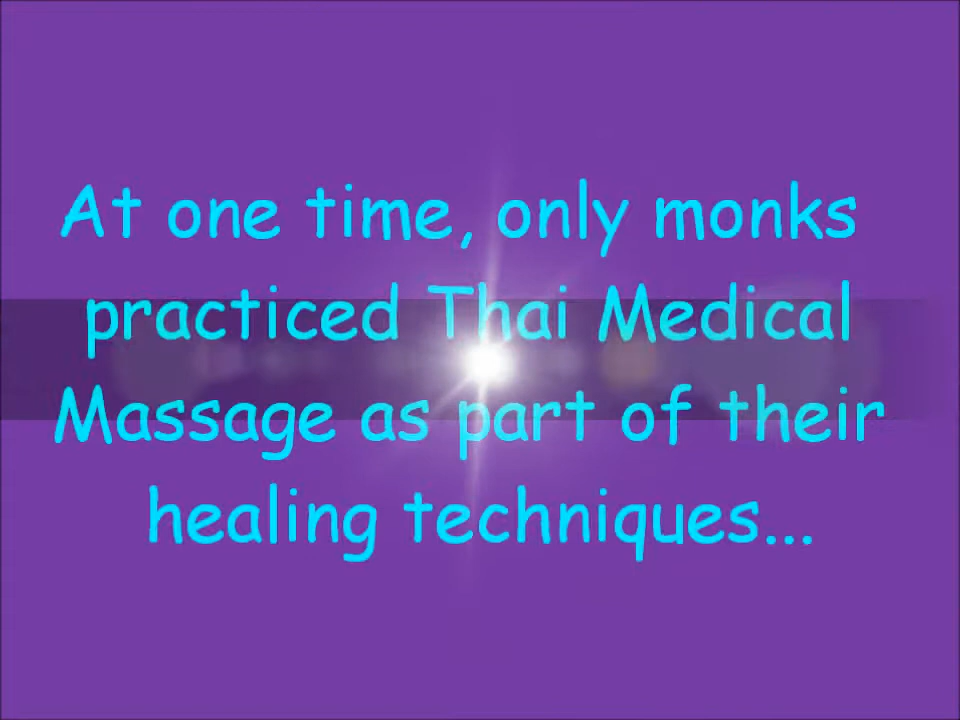 At one time, only monks
practiced Thai Medical
Massage as part of their
healing techniques...